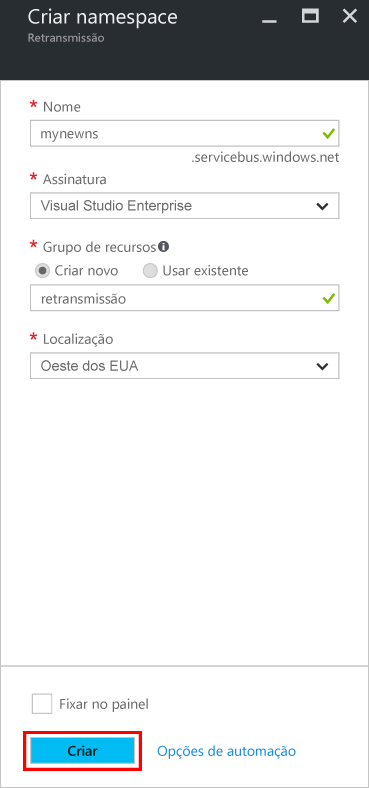 Criar namespace
Retransmissão
* Nome
mynewns
.servicebus.windows.net
* Assinatura
Visual Studio Enterprise
* Grupo de recursos
Criar novo Usar existente
retransmissão
* Localização
Oeste dos EUA
Fixar no painel
Criar Opções de automação